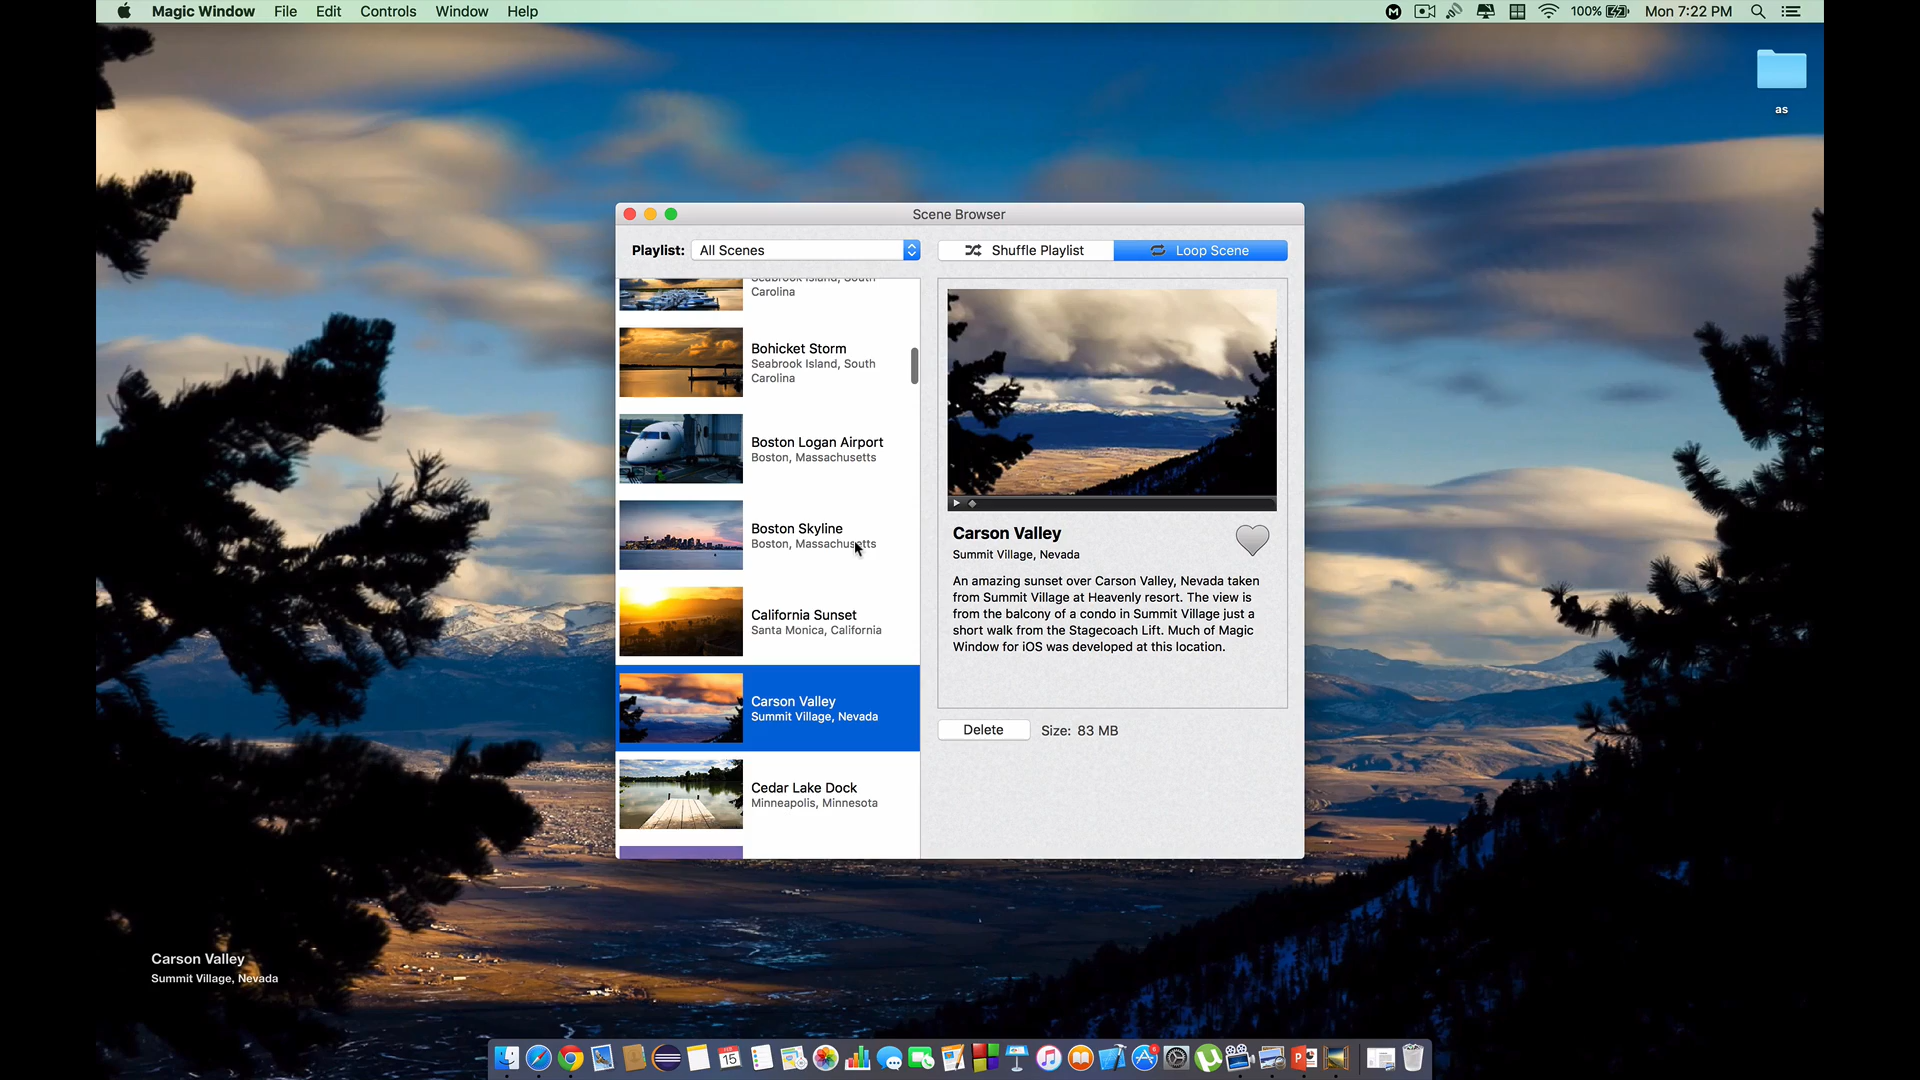 Magic Window File Edit Controls Window Help
100% Mon 7:22 PM
as
Scene Browser
Playlist: All Scenes
Shuffle Playlist
Loop Scene
Seabrook Island, South
Carolina
Bohicket Storm
Seabrook Island, South
Carolina
Boston Logan Airport
Boston, Massachusetts
Boston Skyline
Boston, Massachusetts
California Sunset
Santa Monica, California
Carson Valley
Summit Village, Nevada
Cedar Lake Dock
Minneapolis, Minnesota
Carson Valley
Summit Village, Nevada
An amazing sunset over Carson Valley, Nevada taken
from Summit Village at Heavenly resort. The view is
from the balcony of a condo in Summit Village just a
short walk from the Stagecoach Lift. Much of Magic
Window for iOS was developed at this location.
Delete
Size: 83 MB
Carson Valley
Summit Village, Nevada
15